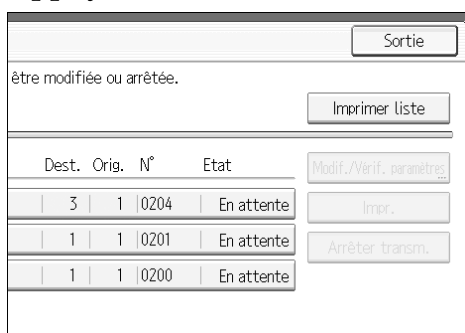 Sortie
être modifiée ou arrêtée.
Imprimer liste
Dest. Orig. N° Etat Modif./Vérif. paramètres
3 1 0204 En attente Impr.
1 1 0201 En attente Arrêter transm.
1 1 0200 En attente